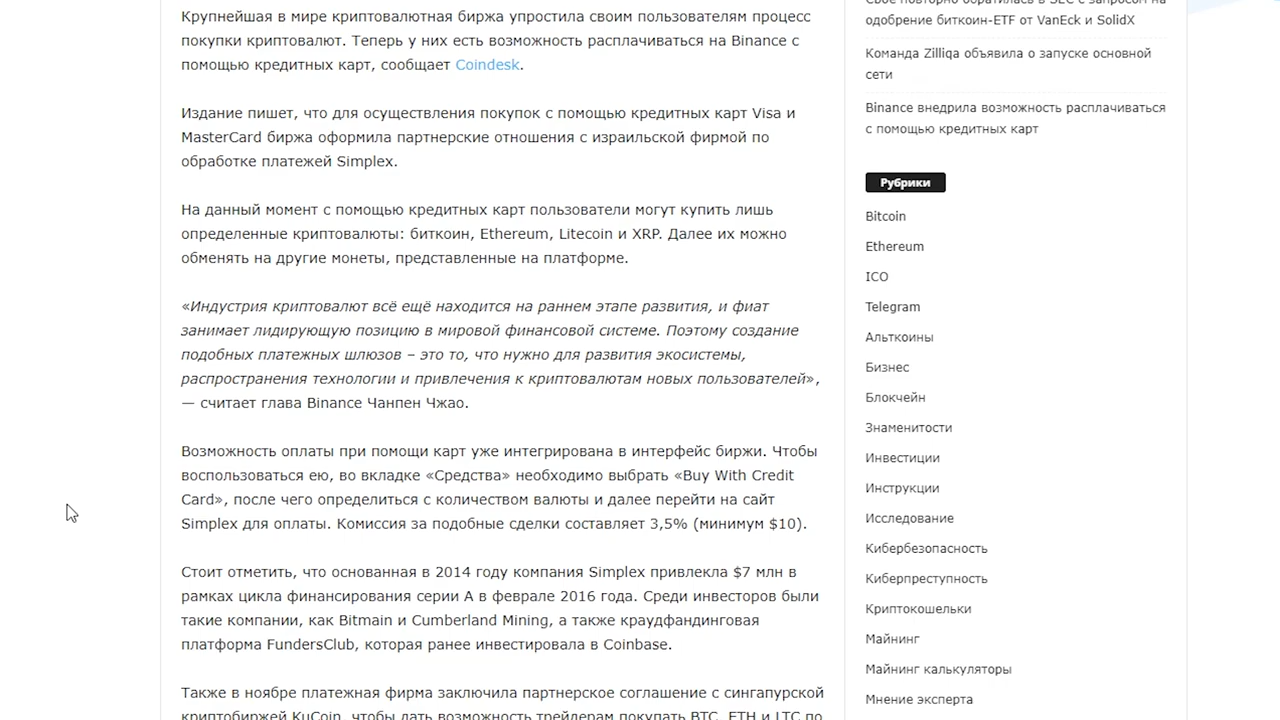 Крупнейшая в мире криптовалютная биржа упростила своим пользователям процесс
покупки криптовалют. Теперь у них есть возможность расплачиваться на Binance с
помощью кредитных карт, сообщает Coindesk.
Издание пишет, что для осуществления покупок с помощью кредитных карт Visa и
MasterCard биржа оформила партнерские отношения с израильской фирмой по
обработке платежей Simplex.
На данный момент с помощью кредитных карт пользователи могут купить лишь
определенные криптовалюты: биткоин, Ethereum, Litecoin и XRP. Далее их можно
обменять на другие монеты, представленные на платформе.
«Индустрия криптовалют всё ещё находится на раннем этапе развития, и фиат
занимает лидирующую позицию в мировой финансовой системе. Поэтому создание
подобных платежных шлюзов – это то, что нужно для развития экосистемы,
распространения технологии и привлечения к криптовалютам новых пользователей»,
— считает глава Binance Чанпен Чжао.
Возможность оплаты при помощи карт уже интегрирована в интерфейс биржи. Чтобы
воспользоваться ею, во вкладке «Средства» необходимо выбрать «Buy With Credit
Card», после чего определиться с количеством валюты и далее перейти на сайт
Simplex для оплаты. Комиссия за подобные сделки составляет 3,5% (минимум $10).
Стоит отметить, что основанная в 2014 году компания Simplex привлекла $7 млн в
рамках цикла финансирования серии А в феврале 2016 года. Среди инвесторов были
такие компании, как Bitmain и Cumberland Mining, а также краудфандинговая
платформа FundersClub, которая ранее инвестировала в Coinbase.
Также в ноябре платежная фирма заключила партнерское соглашение с сингапурской
криптобиржей KuCoin, чтобы дать возможность трейдерам покупать BTC, ETH и LTC по
Cboe повторно обратилась в SEC с запросом на
одобрение биткоин-ETF от VanEck и SolidX
Команда Zilliqa объявила о запуске основной
сети
Binance внедрила возможность расплачиваться
с помощью кредитных карт
Рубрики
Bitcoin
Ethereum
ICO
Telegram
Альткоины
Бизнес
Блокчейн
Знаменитости
Инвестиции
Инструкции
Исследование
Кибербезопасность
Киберпреступность
Криптокошельки
Майнинг
Майнинг калькуляторы
Мнение эксперта